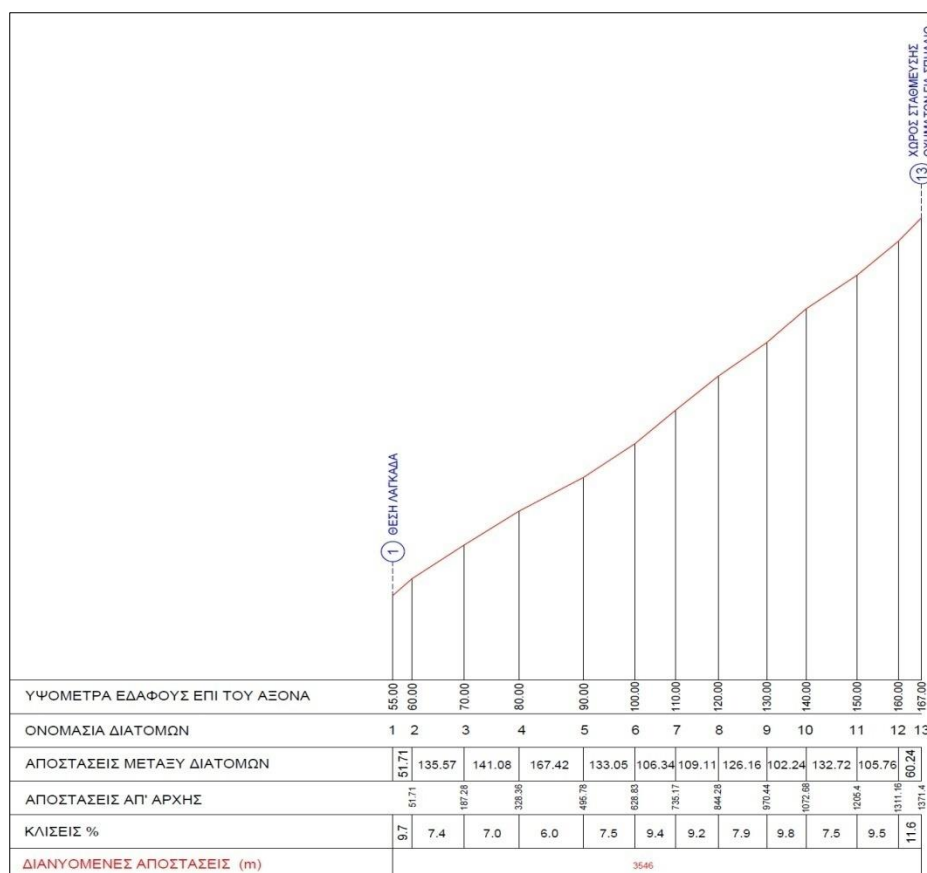 13 ΧΩΡΟΣ ΣΤΑΘΜΕΥΣΗΣ
1 ΘΕΣΗ ΛΑΓΚΑΔΑ
ΥΨΟΜΕΤΡΑ ΕΔΑΦΟΥΣ ΕΠΙ ΤΟΥ ΑΞΟΝΑ 55.00 60.00 70.00 80.00 90.00 100.00 110.00 120.00 130.00 140.00 150.00 160.00 167.00
ΟΝΟΜΑΣΙΑ ΔΙΑΤΟΜΩΝ 1 2 3 4 5 6 7 8 9 10 11 12 13
ΑΠΟΣΤΑΣΕΙΣ ΜΕΤΑΞΥ ΔΙΑΤΟΜΩΝ 51.71 135.57 141.08 167.42 133.05 106.34 109.11 126.16 102.24 132.72 105.76 60.24
ΑΠΟΣΤΑΣΕΙΣ ΑΠ' ΑΡΧΗΣ 51.71 187.28 328.36 495.78 628.83 735.17 844.28 970.44 1072.68 1205.4 1311.16 1371.4
ΚΛΙΣΕΙΣ % 9.7 7.4 7.0 6.0 7.5 9.4 9.2 7.9 9.8 7.5 9.5 11.6
ΔΙΑΝΥΟΜΕΝΕΣ ΑΠΟΣΤΑΣΕΙΣ (m) 3546